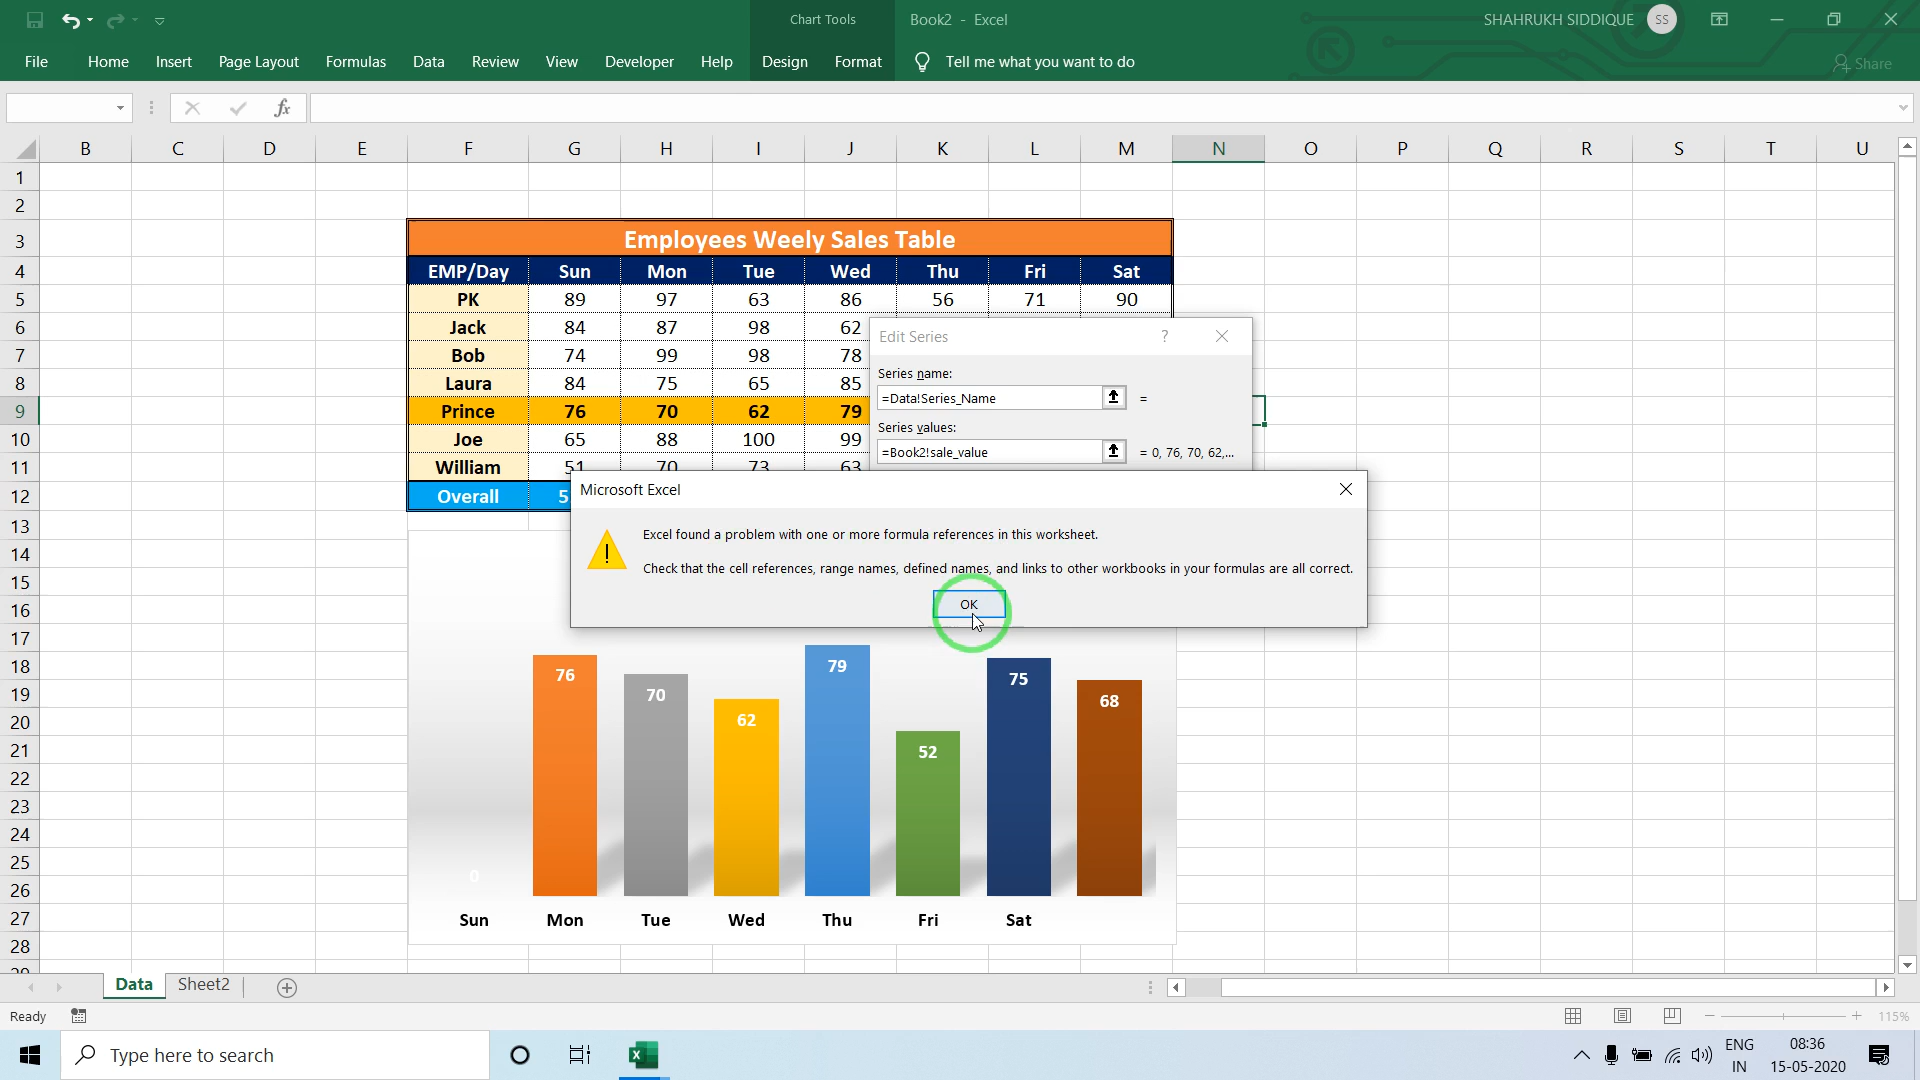 Chart Tools
Book2 - Excel
SHAHRUKH SIDDIQUE SS
File Home Insert Page Layout Formulas Data Review View Developer Help Design Format Tell me what you want to do Share
fx
B C D E F G H I J K L M N O P Q R S T U
1
2
3 Employees Weely Sales Table
4 EMP/Day Sun Mon Tue Wed Thu Fri Sat
5 PK 89 97 63 86 56 71 90
6 Jack 84 87 98 62
7 Bob 74 99 98 78
8 Laura 84 75 65 85
9 Prince 76 70 62 79
10 Joe 65 88 100 99
11 William 51 70 73 63
12 Overall 5
Edit Series ?
Series name:
=Data!Series_Name =
Series values:
=Book2!sale_value = 0, 76, 70, 62,...
Microsoft Excel
Excel found a problem with one or more formula references in this worksheet.
Check that the cell references, range names, defined names, and links to other workbooks in your formulas are all correct.
OK
13
14
15
16
17
18
19
20
21
22
23
24
25
26
27
28
0 76 70 62 79 52 75 68
Sun Mon Tue Wed Thu Fri Sat
Data Sheet2
Ready 115%
Type here to search
ENG
IN
08:36
15-05-2020